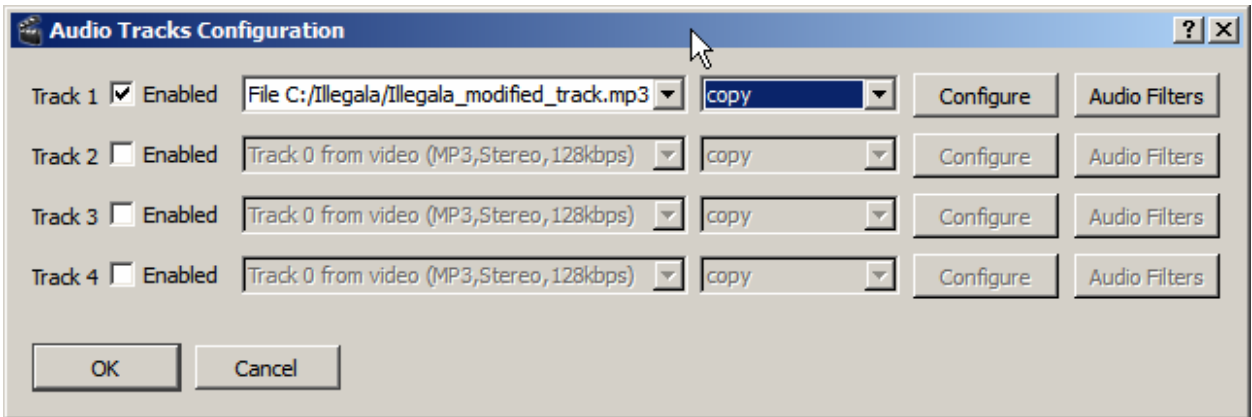 Audio Tracks Configuration
Track 1 Enabled File C:/Illegala/Illegala_modified_track.mp3 copy Configure Audio Filters
Track 2 Enabled Track 0 from video (MP3,Stereo,128kbps) copy Configure Audio Filters
Track 3 Enabled Track 0 from video (MP3,Stereo,128kbps) copy Configure Audio Filters
Track 4 Enabled Track 0 from video (MP3,Stereo,128kbps) copy Configure Audio Filters
OK Cancel